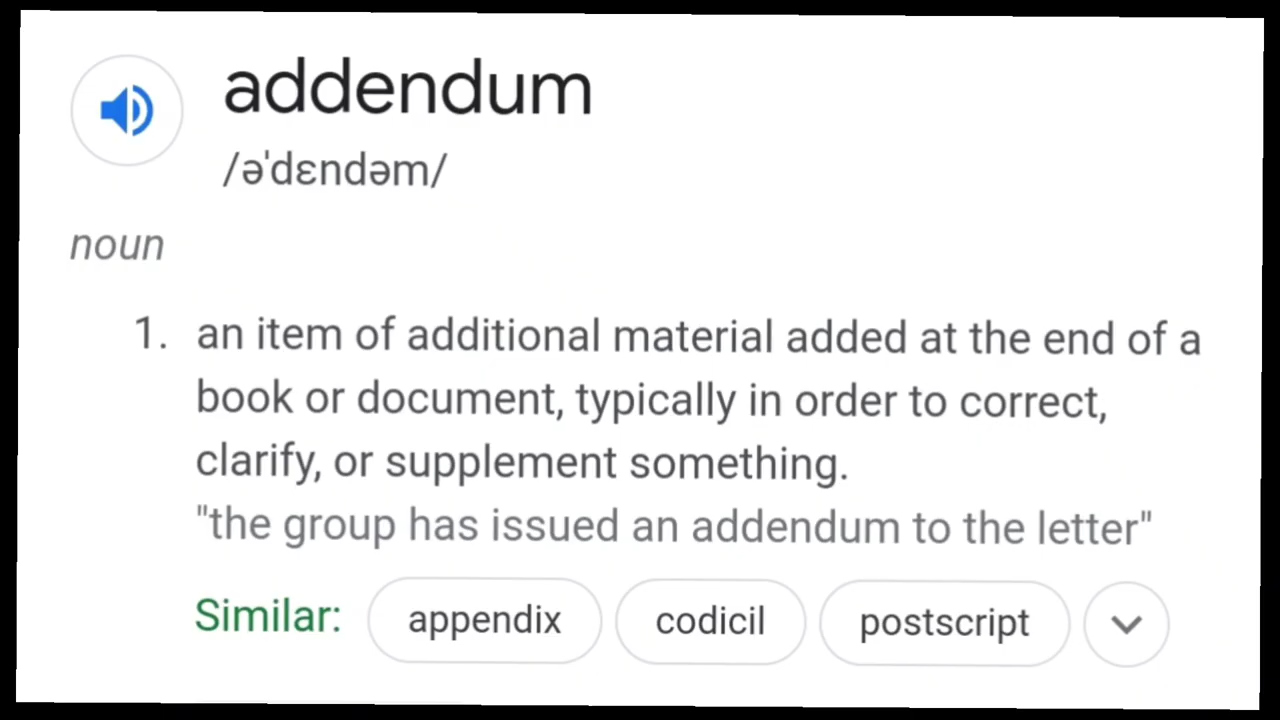 addendum
/əˈdɛndəm/
noun
1. an item of additional material added at the end of a
book or document, typically in order to correct,
clarify, or supplement something.
"the group has issued an addendum to the letter"
Similar: appendix codicil postscript